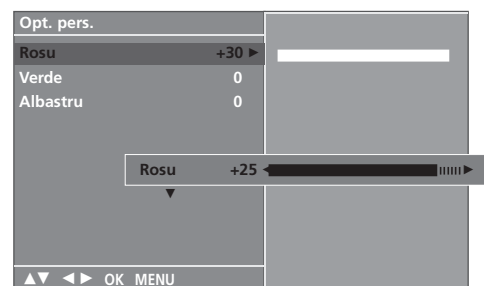 Opt. pers.
Rosu +30 ►
Verde 0
Albastru 0
Rosu +25 ◄ ►
▼
▲▼ ◄► OK MENU